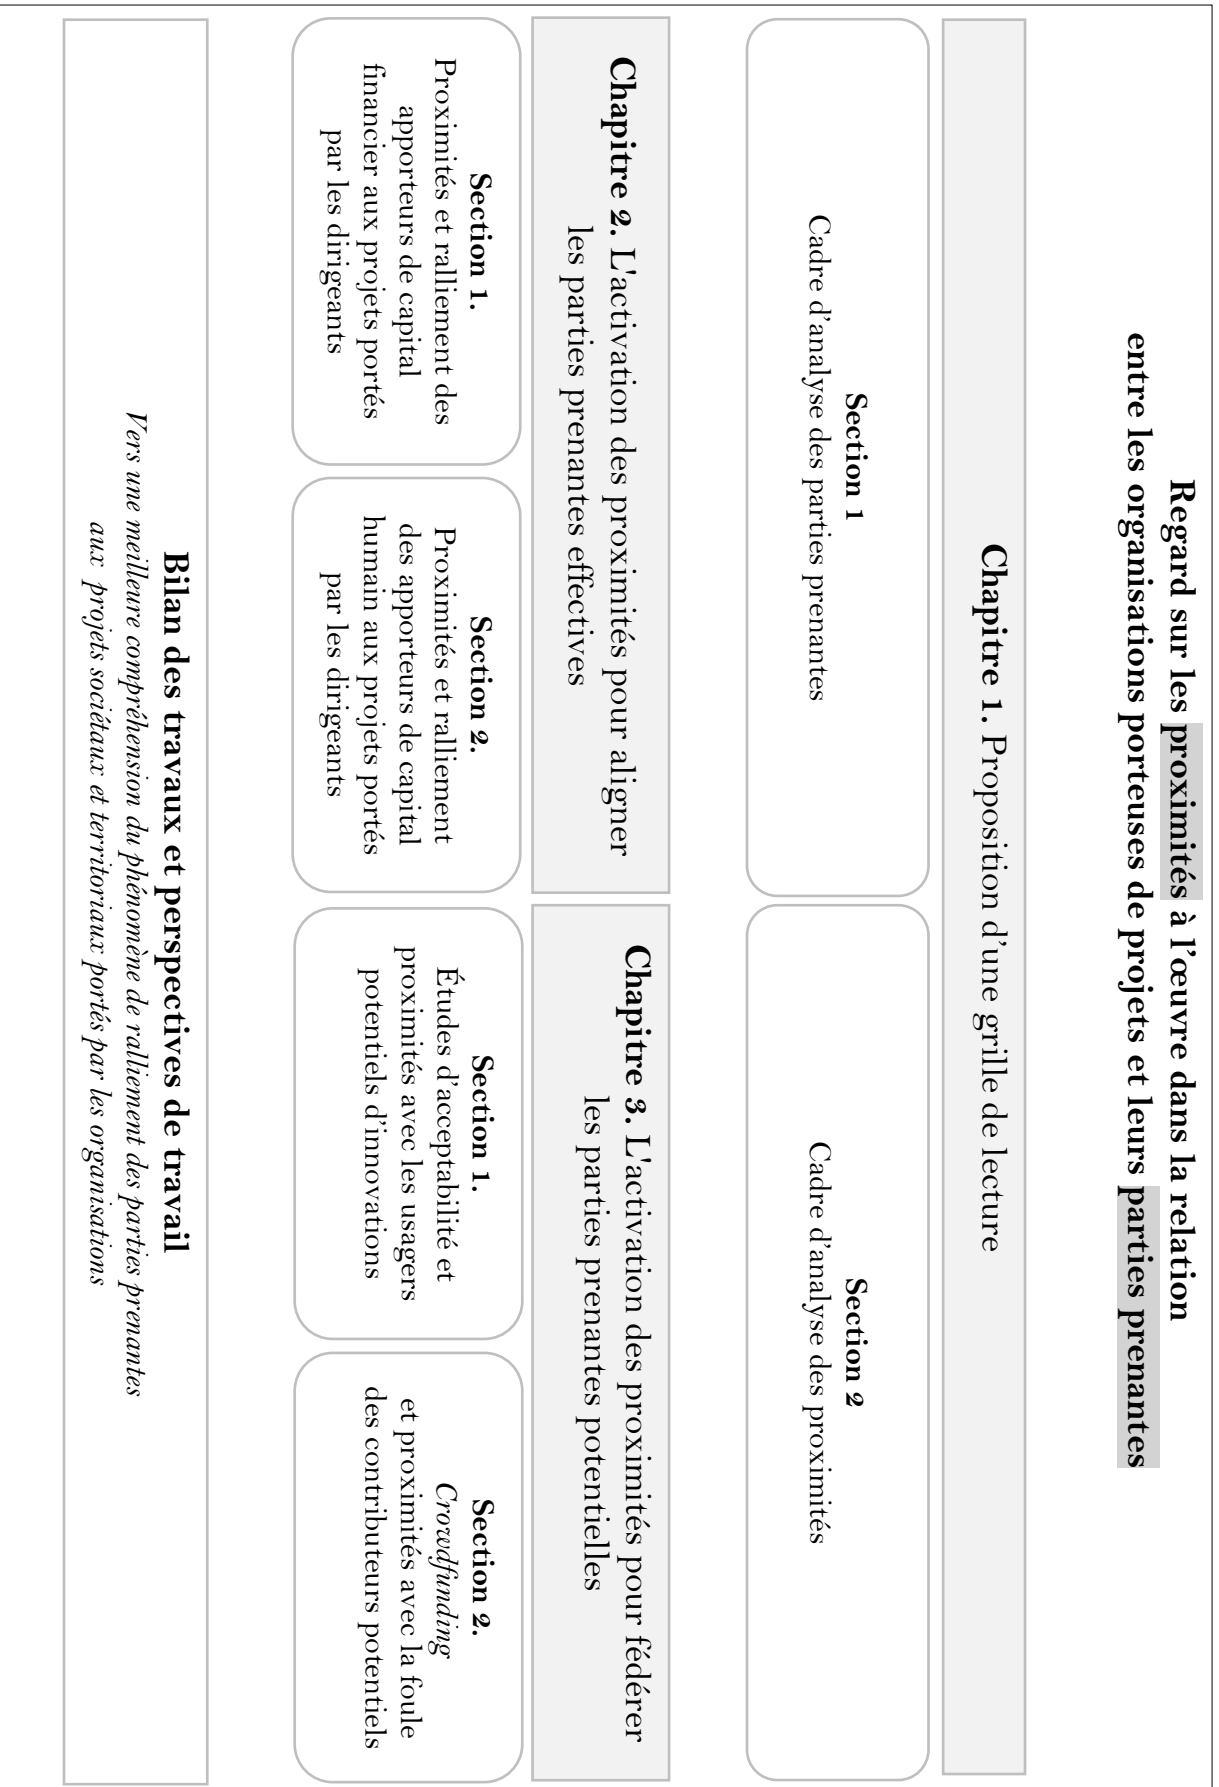 Regard sur les proximités à l’œuvre dans la relation
entre les organisations porteuses de projets et leurs parties prenantes
Chapitre 1. Proposition d'une grille de lecture
Section 1
Cadre d’analyse des parties prenantes
Section 2
Cadre d’analyse des proximités
Chapitre 2. L'activation des proximités pour aligner
les parties prenantes effectives
Section 1.
Proximités et ralliement des
apporteurs de capital
financier aux projets portés
par les dirigeants
Section 2.
Proximités et ralliement
des apporteurs de capital
humain aux projets portés
par les dirigeants
Chapitre 3. L'activation des proximités pour fédérer
les parties prenantes potentielles
Section 1.
Études d’acceptabilité et
proximités avec les usagers
potentiels d’innovations
Section 2.
Crowdfunding
et proximités avec la foule
des contributeurs potentiels
Bilan des travaux et perspectives de travail
Vers une meilleure compréhension du phénomène de ralliement des parties prenantes
aux projets sociétaux et territoriaux portés par les organisations